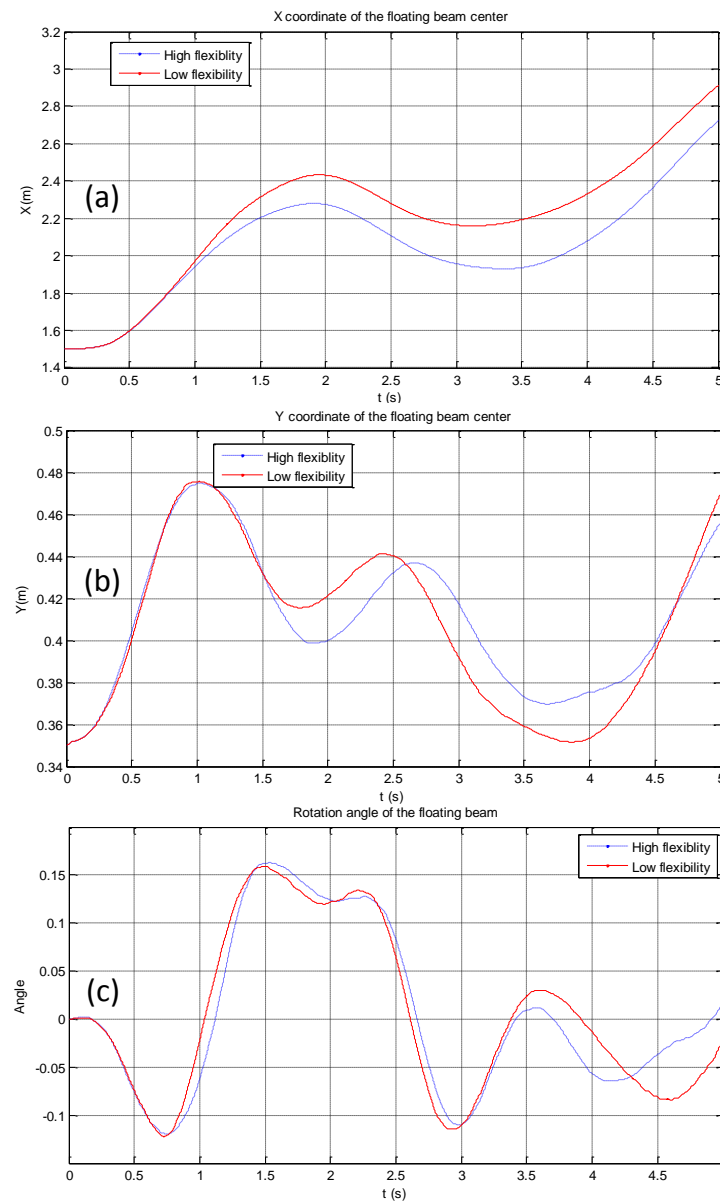 X coordinate of the floating beam center
3.2
3
2.8
2.6
2.4
2.2
2
1.8
1.6
1.4
X (m)
High flexiblity
Low flexibility
(a)
0 0.5 1 1.5 2 2.5 3 3.5 4 4.5 5
t (s)
Y coordinate of the floating beam center
0.5
0.48
0.46
0.44
0.42
0.4
0.38
0.36
0.34
Y(m)
High flexiblity
Low flexibility
(b)
0 0.5 1 1.5 2 2.5 3 3.5 4 4.5 5
t (s)
Rotation angle of the floating beam
0.15
0.1
0.05
0
-0.05
-0.1
Angle
High flexiblity
Low flexibility
(c)
0 0.5 1 1.5 2 2.5 3 3.5 4 4.5 5
t (s)